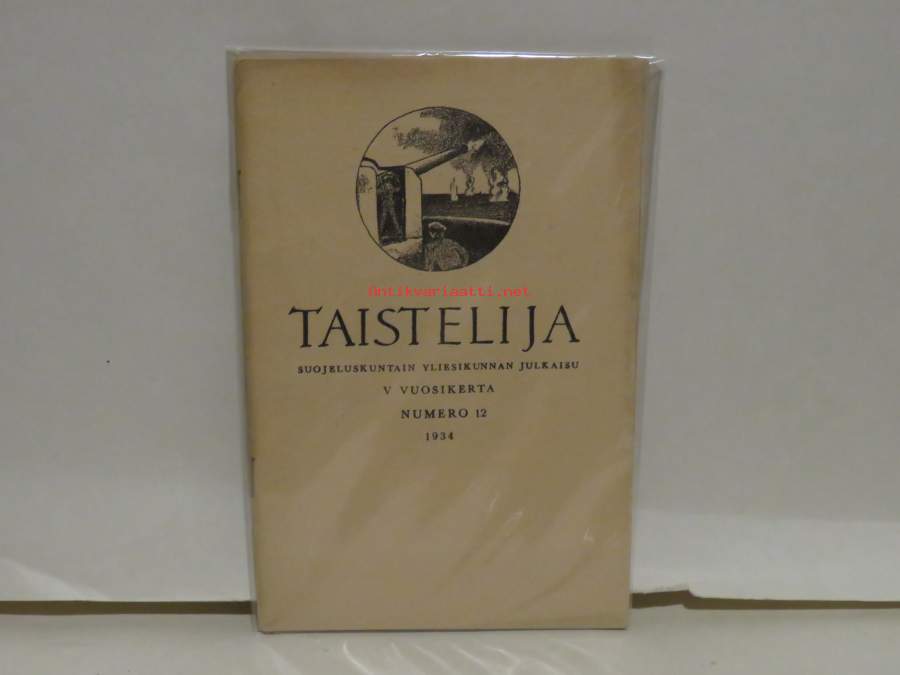 antikvariaatti.net
TAISTELIJA
SUOJELUSKUNTAIN YLIESIKUNNAN JULKAISU
V VUOSIKERTA
NUMERO 12
1934